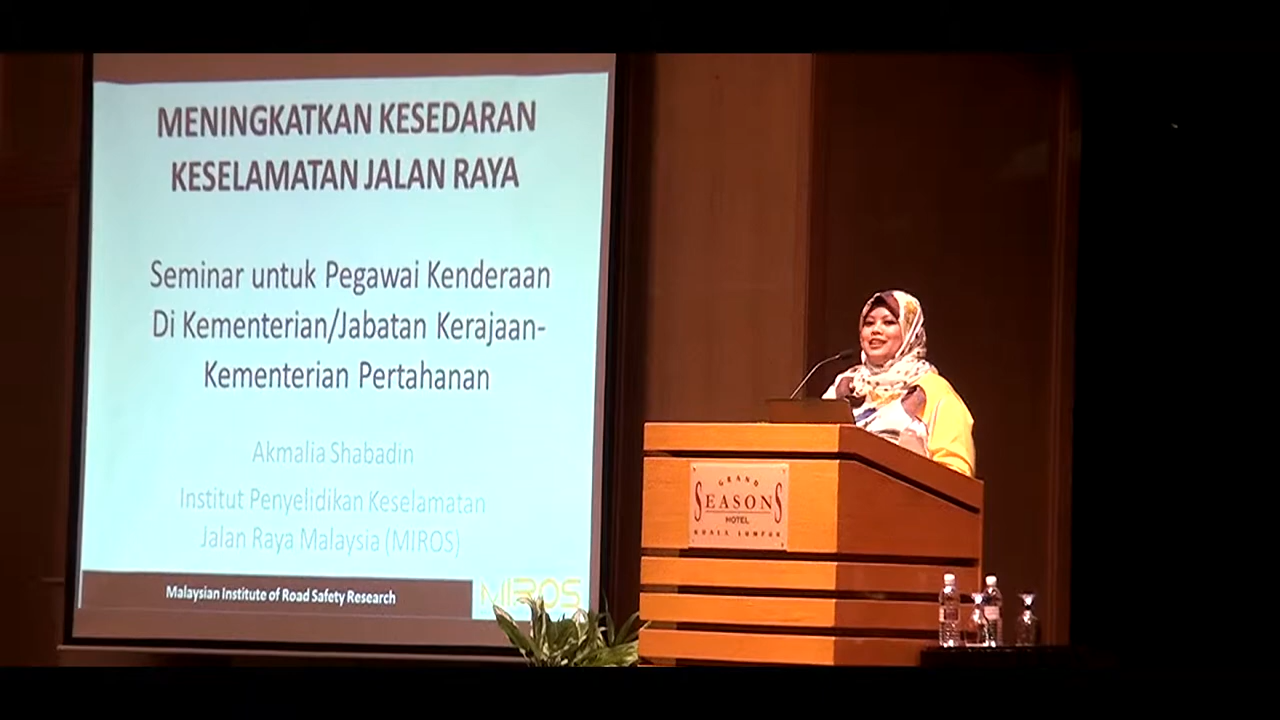 MENINGKATKAN KESEDARAN
KESELAMATAN JALAN RAYA
Seminar untuk Pegawai Kenderaan
Di Kementerian/Jabatan Kerajaan-
Kementerian Pertahanan
Akmalia Shabadin
Institut Penyelidikan Keselamatan
Jalan Raya Malaysia (MIROS)
Malaysian Institute of Road Safety Research
MIROS
GRAND
SEASONS
HOTEL
KUALA LUMPUR